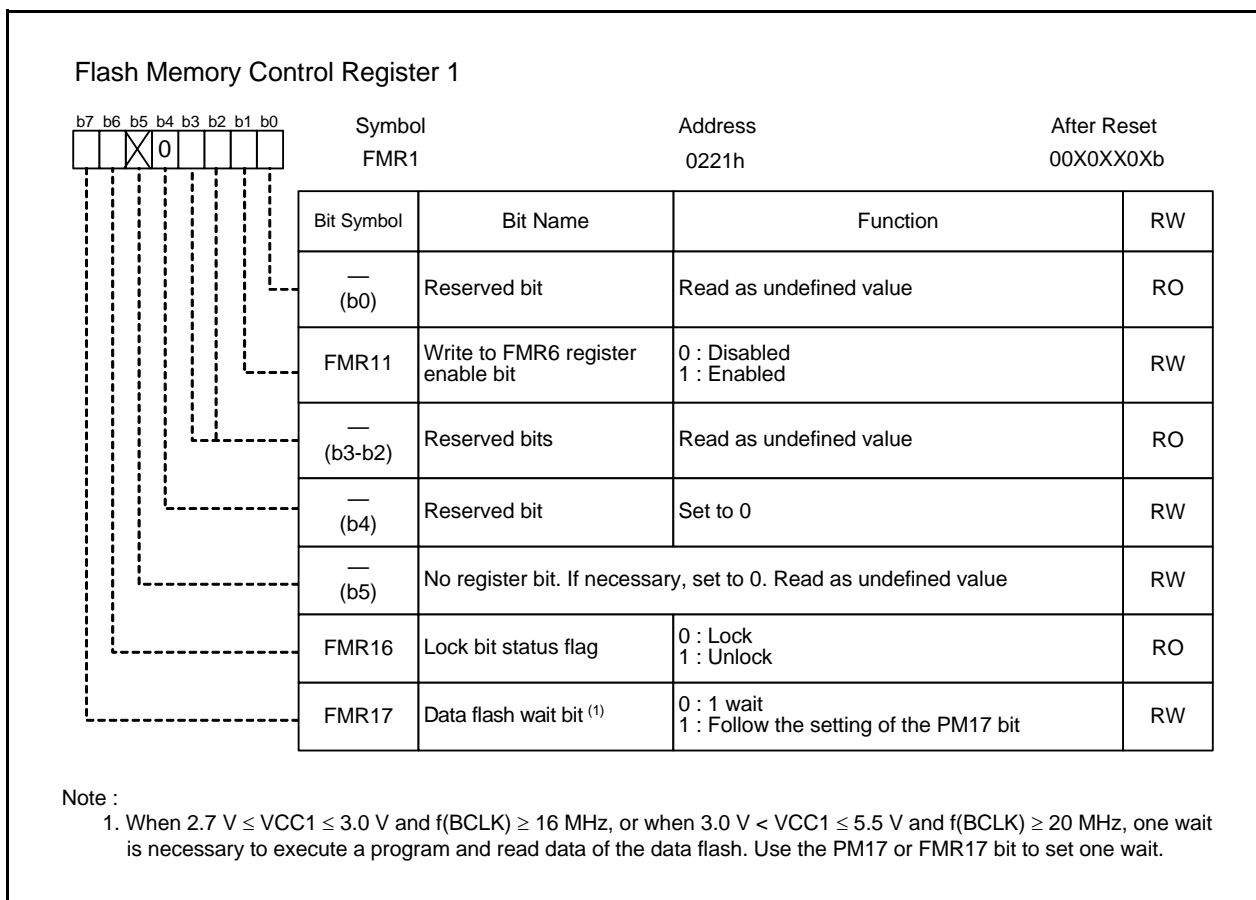 Flash Memory Control Register 1
b7 b6 b5 b4 b3 b2 b1 b0
0
Symbol Address After Reset
FMR1 0221h 00X0XX0Xb
Bit Symbol Bit Name Function RW
— (b0) Reserved bit Read as undefined value RO
FMR11 Write to FMR6 register enable bit 0 : Disabled
1 : Enabled RW
— (b3-b2) Reserved bits Read as undefined value RO
— (b4) Reserved bit Set to 0 RW
— (b5) No register bit. If necessary, set to 0. Read as undefined value RW
FMR16 Lock bit status flag 0 : Lock
1 : Unlock RO
FMR17 Data flash wait bit (1) 0 : 1 wait
1 : Follow the setting of the PM17 bit RW
Note :
1. When 2.7 V ≤ VCC1 ≤ 3.0 V and f(BCLK) ≥ 16 MHz, or when 3.0 V < VCC1 ≤ 5.5 V and f(BCLK) ≥ 20 MHz, one wait
is necessary to execute a program and read data of the data flash. Use the PM17 or FMR17 bit to set one wait.